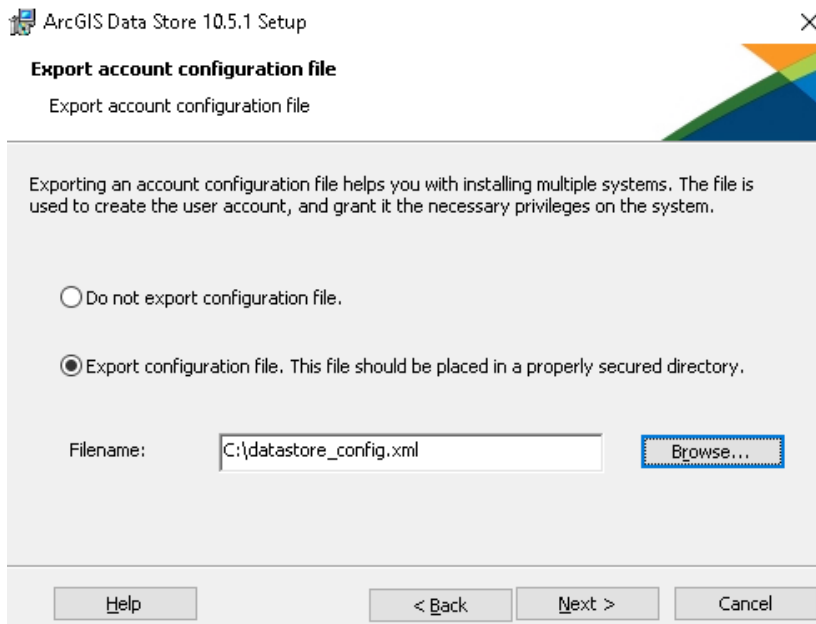 ArcGIS Data Store 10.5.1 Setup
Export account configuration file
Export account configuration file
Exporting an account configuration file helps you with installing multiple systems. The file is
used to create the user account, and grant it the necessary privileges on the system.
Do not export configuration file.
Export configuration file. This file should be placed in a properly secured directory.
Filename: C:\datastore_config.xml Browse...
Help < Back Next > Cancel